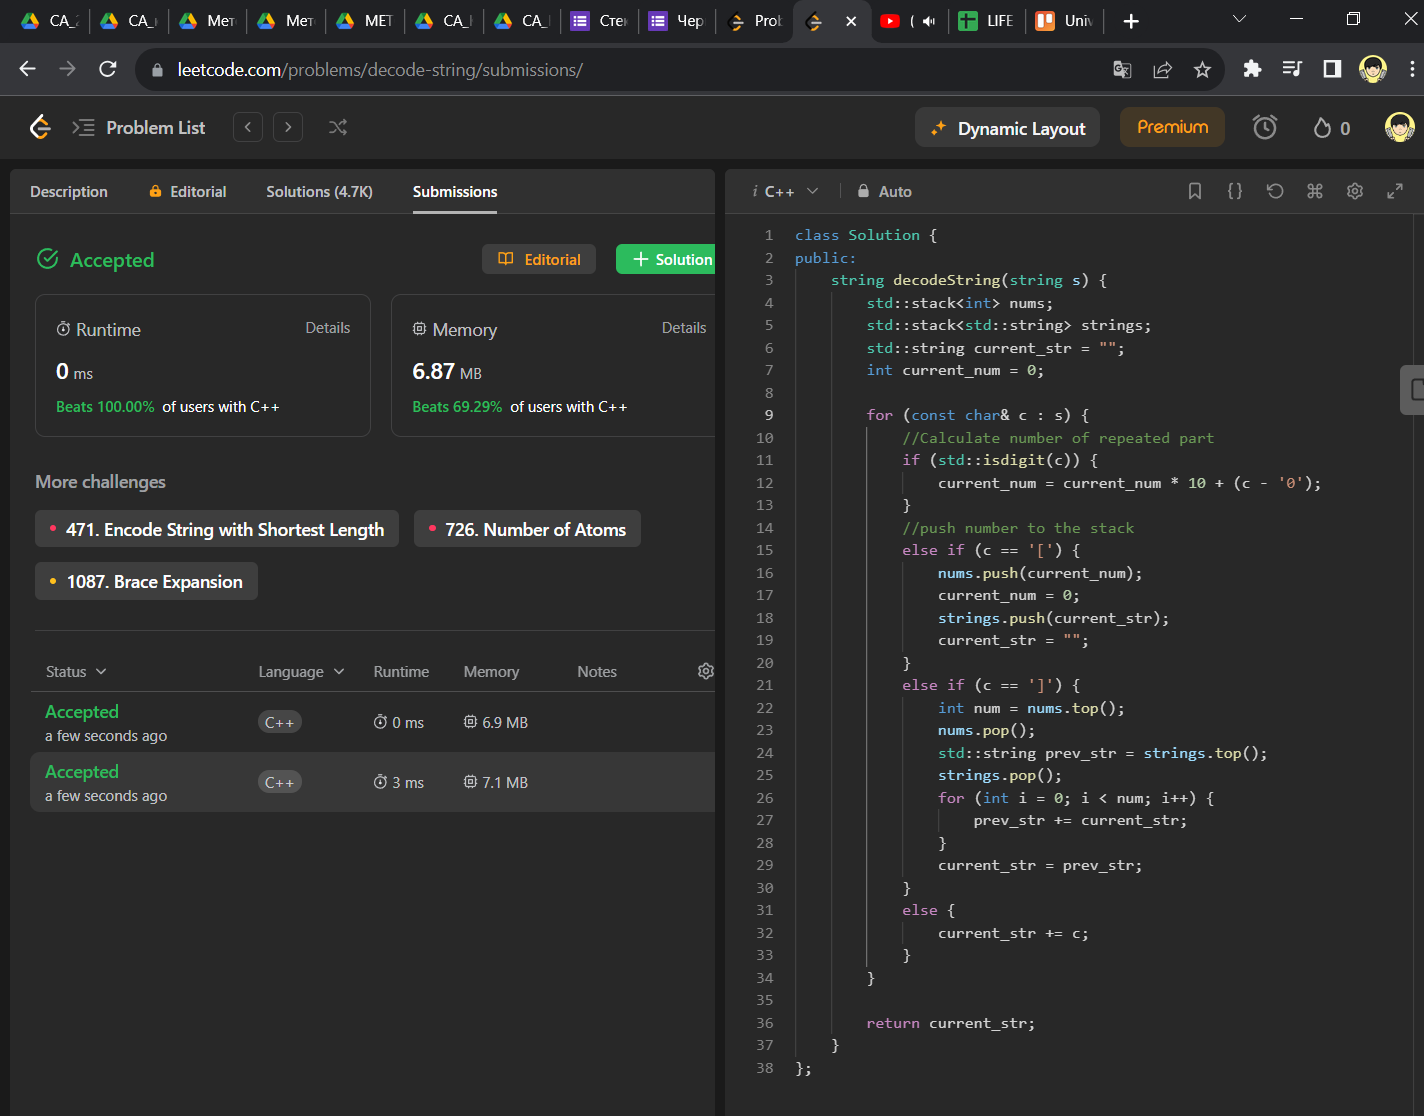 CA_
CA_
Мет
Мет
МЕТ
CA_
CA_
Стек
Чер
Prob
LIFE
Univ
leetcode.com/problems/decode-string/submissions/
Problem List
Dynamic Layout
Premium
0
Description
Editorial
Solutions (4.7K)
Submissions
Accepted
Editorial
Solution
Runtime
Details
0 ms
Beats 100.00% of users with C++
Memory
Details
6.87 MB
Beats 69.29% of users with C++
More challenges
471. Encode String with Shortest Length
726. Number of Atoms
1087. Brace Expansion
Status
Language
Runtime
Memory
Notes
Accepted
a few seconds ago
C++
0 ms
6.9 MB
Accepted
a few seconds ago
C++
3 ms
7.1 MB
i C++
Auto
1 class Solution {
2 public:
3 string decodeString(string s) {
4 std::stack<int> nums;
5 std::stack<std::string> strings;
6 std::string current_str = "";
7 int current_num = 0;
8
9 for (const char& c : s) {
10 //Calculate number of repeated part
11 if (std::isdigit(c)) {
12 current_num = current_num * 10 + (c - '0');
13 }
14 //push number to the stack
15 else if (c == '[') {
16 nums.push(current_num);
17 current_num = 0;
18 strings.push(current_str);
19 current_str = "";
20 }
21 else if (c == ']') {
22 int num = nums.top();
23 nums.pop();
24 std::string prev_str = strings.top();
25 strings.pop();
26 for (int i = 0; i < num; i++) {
27 prev_str += current_str;
28 }
29 current_str = prev_str;
30 }
31 else {
32 current_str += c;
33 }
34 }
35
36 return current_str;
37 }
38 };